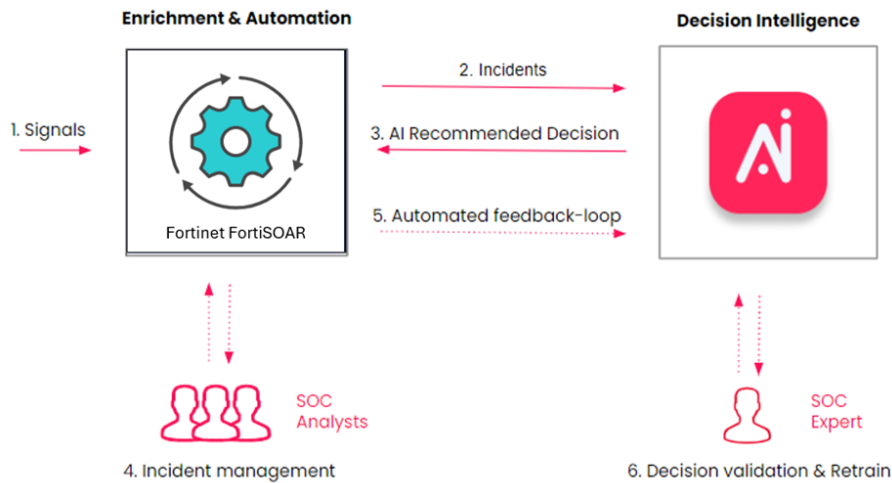 Enrichment & Automation
Decision Intelligence
1. Signals
2. Incidents
3. AI Recommended Decision
5. Automated feedback-loop
Fortinet FortiSOAR
Ai
SOC
Analysts
SOC
Expert
4. Incident management
6. Decision validation & Retrain